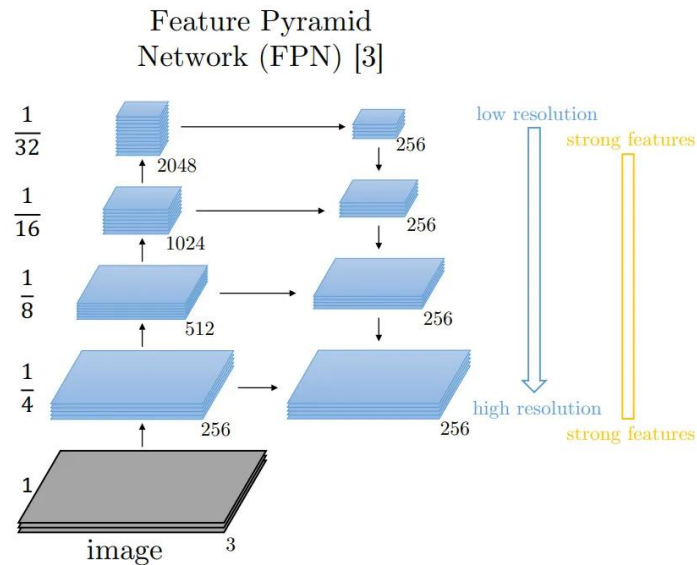 Feature Pyramid
Network (FPN) [3]
1
32
2048
256
low resolution
strong features
1
16
1024
256
1
8
512
256
1
4
256
256
high resolution
strong features
1
image
3